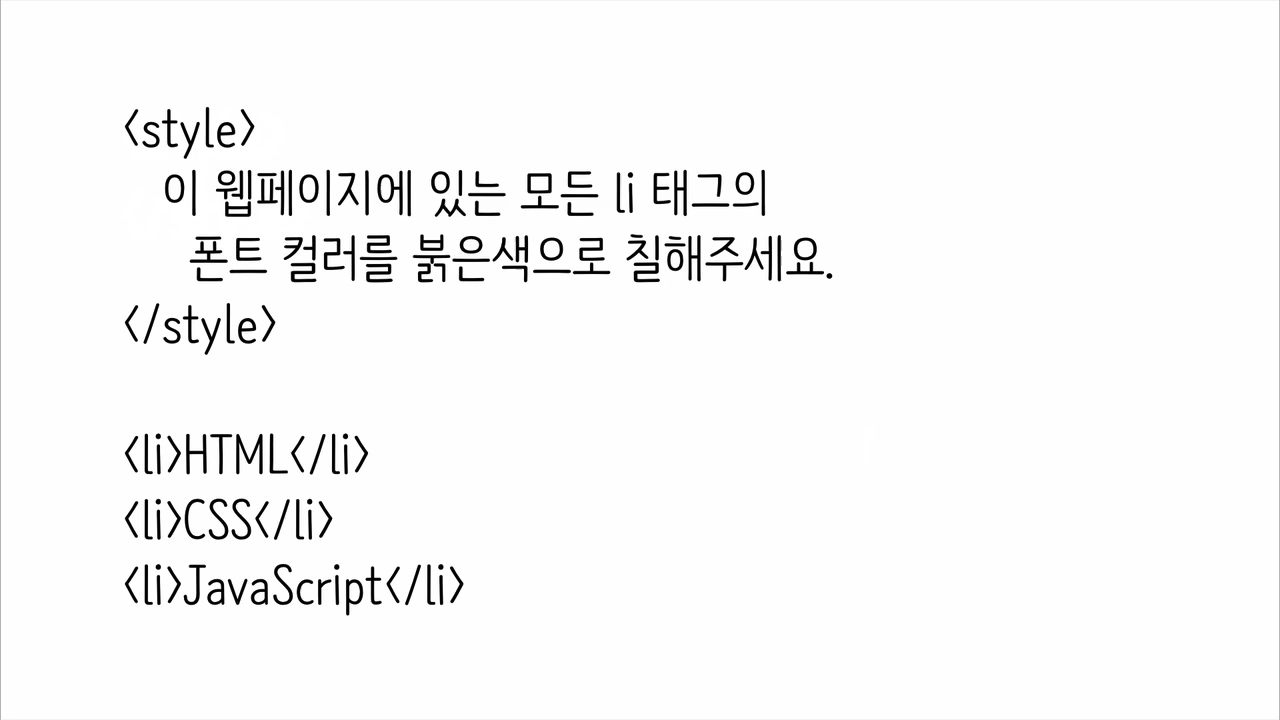 <style>
이 웹페이지에 있는 모든 li 태그의
폰트 컬러를 붉은색으로 칠해주세요.
</style>
<li>HTML</li>
<li>CSS</li>
<li>JavaScript</li>